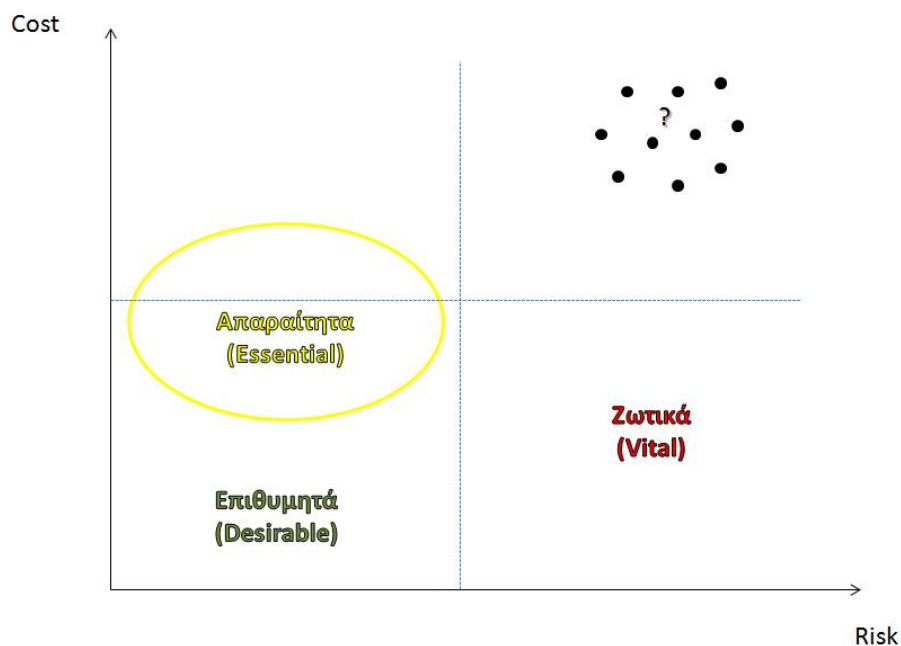 Cost
?
Απαραίτητα
(Essential)
Ζωτικά
(Vital)
Επιθυμητά
(Desirable)
Risk